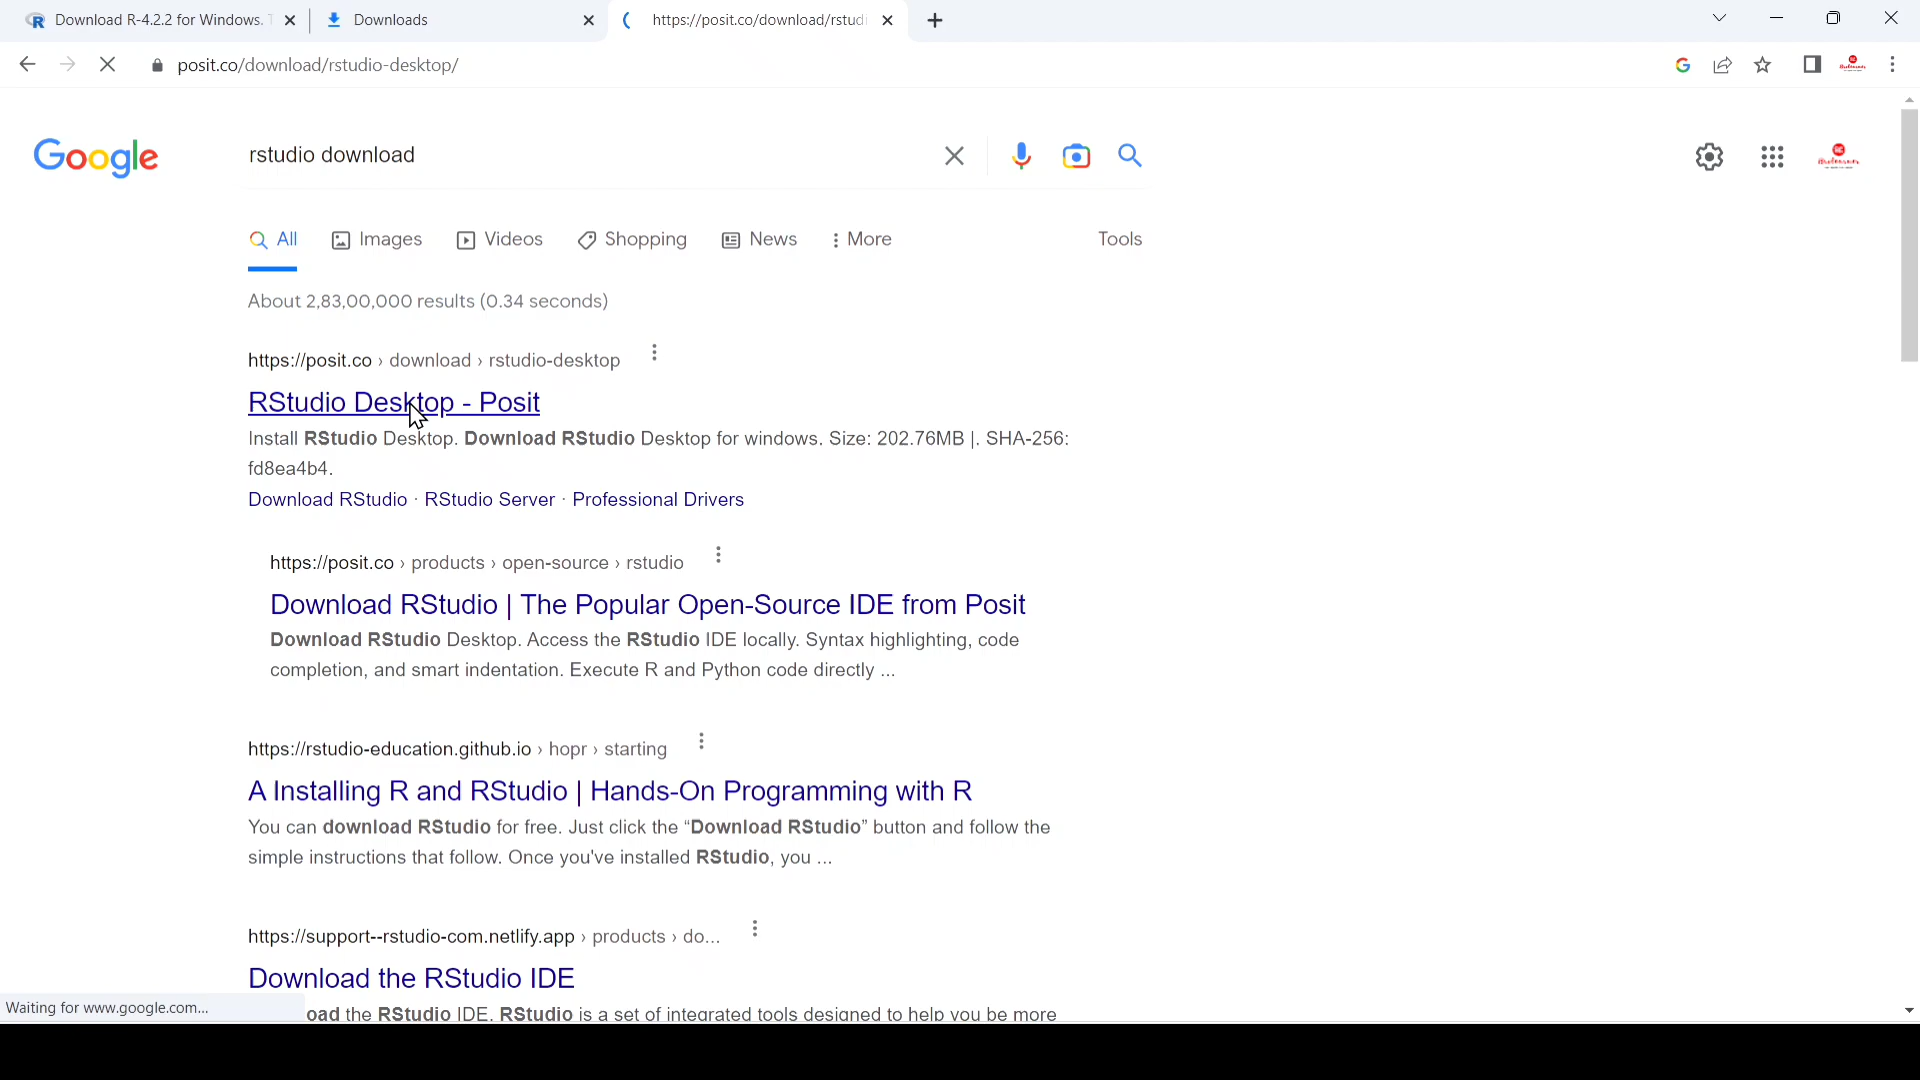 Download R-4.2.2 for Windows.
Downloads
https://posit.co/download/rstudi
posit.co/download/rstudio-desktop/
Google
rstudio download
All
Images
Videos
Shopping
News
More
Tools
About 2,83,00,000 results (0.34 seconds)
https://posit.co › download › rstudio-desktop
RStudio Desktop - Posit
Install RStudio Desktop. Download RStudio Desktop for windows. Size: 202.76MB |. SHA-256:
fd8ea4b4.
Download RStudio · RStudio Server · Professional Drivers
https://posit.co › products › open-source › rstudio
Download RStudio | The Popular Open-Source IDE from Posit
Download RStudio Desktop. Access the RStudio IDE locally. Syntax highlighting, code
completion, and smart indentation. Execute R and Python code directly ...
https://rstudio-education.github.io › hopr › starting
A Installing R and RStudio | Hands-On Programming with R
You can download RStudio for free. Just click the “Download RStudio” button and follow the
simple instructions that follow. Once you've installed RStudio, you ...
https://support--rstudio-com.netlify.app › products › do...
Download the RStudio IDE
oad the RStudio IDE. RStudio is a set of integrated tools designed to help you be more
Waiting for www.google.com...